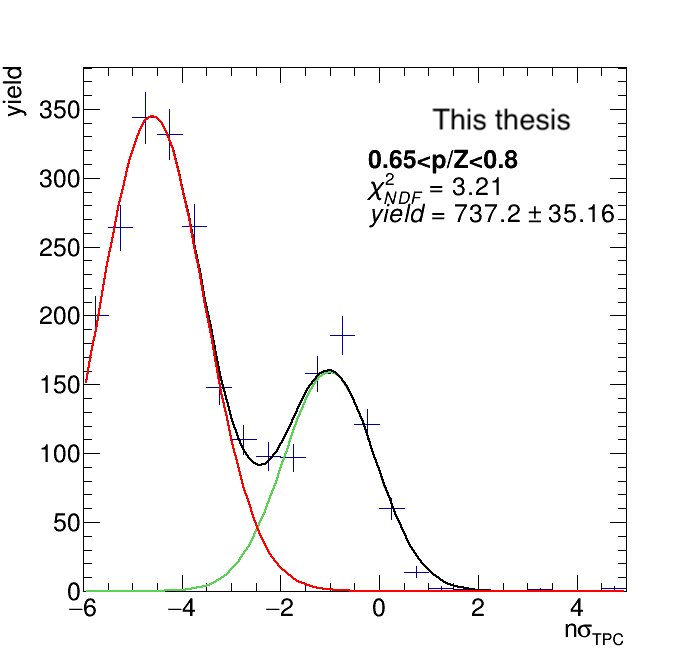 yield
350
300
250
200
150
100
50
0
This thesis
0.65<p/Z<0.8
χ²NDF = 3.21
yield = 737.2 ± 35.16
−6 −4 −2 0 2 4
nσTPC